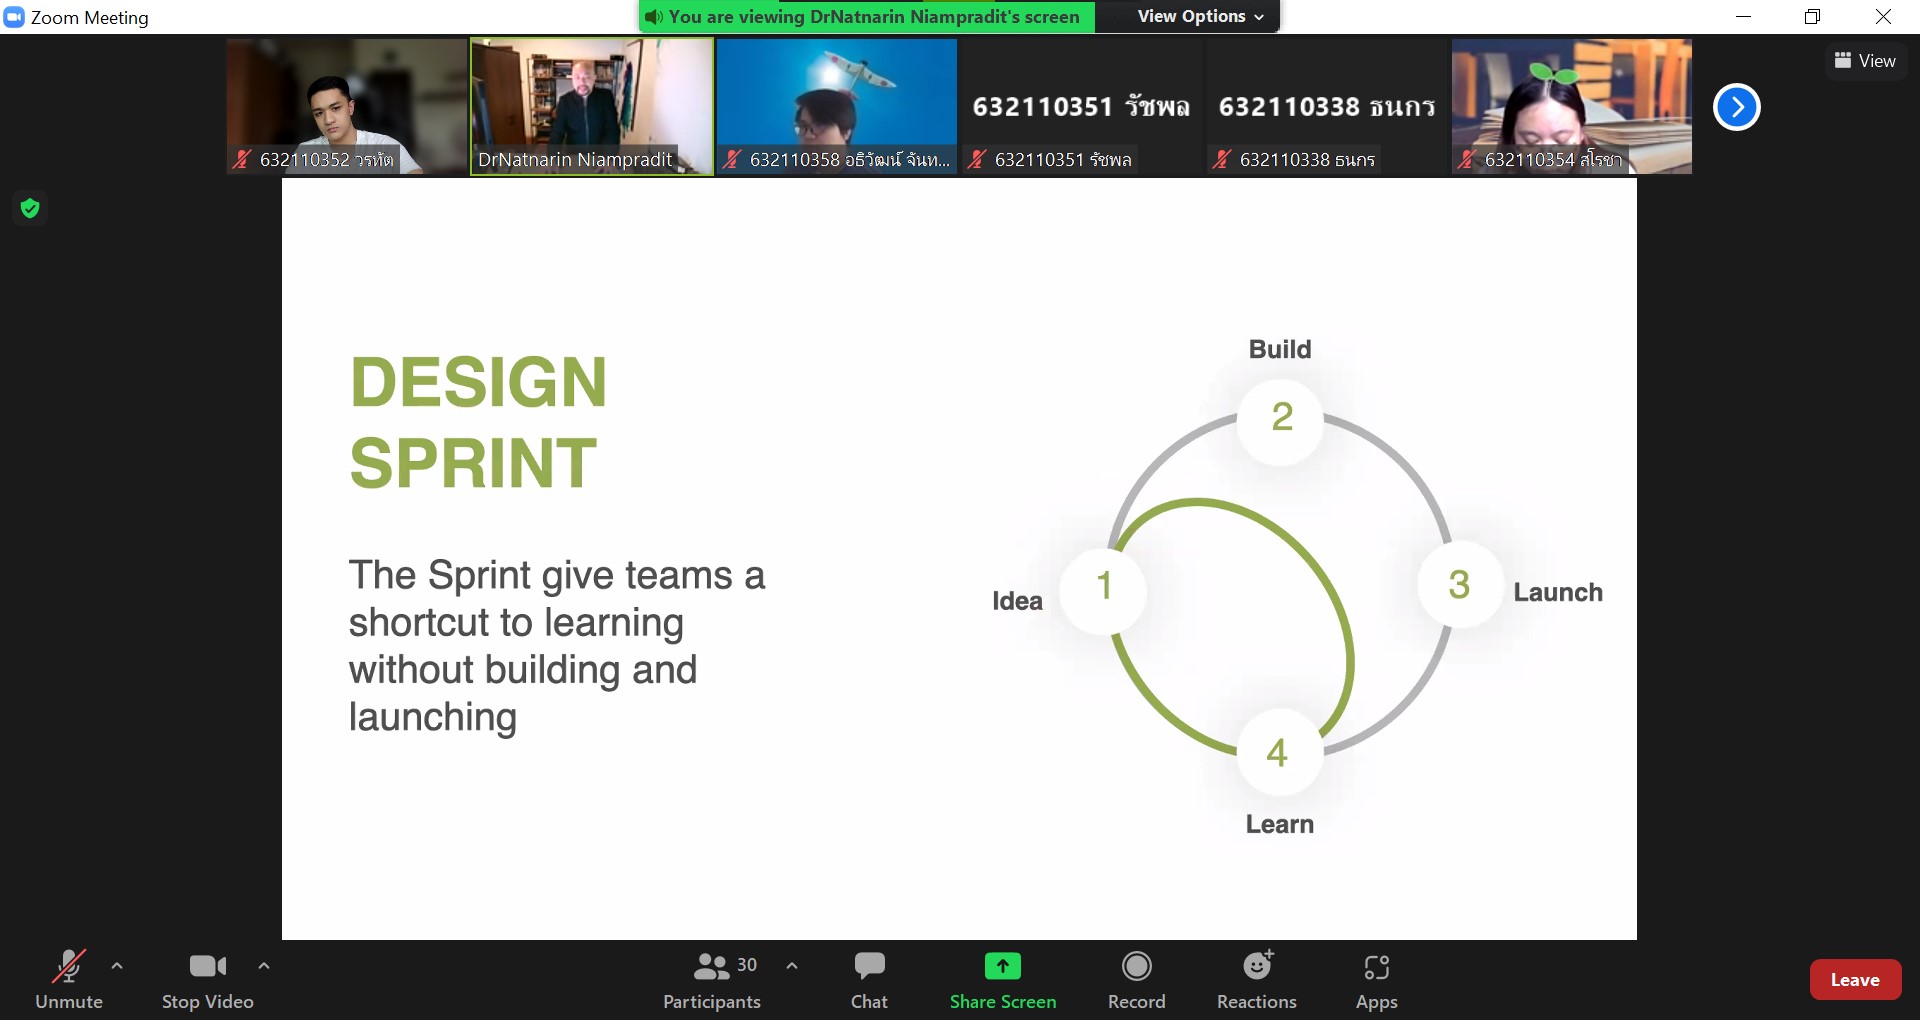 Zoom Meeting
You are viewing DrNatnarin Niampradit's screen
View Options
View
632110351 รัชพล
632110338 ธนกร
632110352 วรหัต
DrNatnarin Niampradit
632110358 อธิวัฒน์ จันท...
632110351 รัชพล
632110338 ธนกร
632110354 สโรชา
DESIGN
SPRINT
The Sprint give teams a
shortcut to learning
without building and
launching
Build
2
1
Idea
3
Launch
4
Learn
Unmute
Stop Video
30
Participants
Chat
Share Screen
Record
Reactions
Apps
Leave